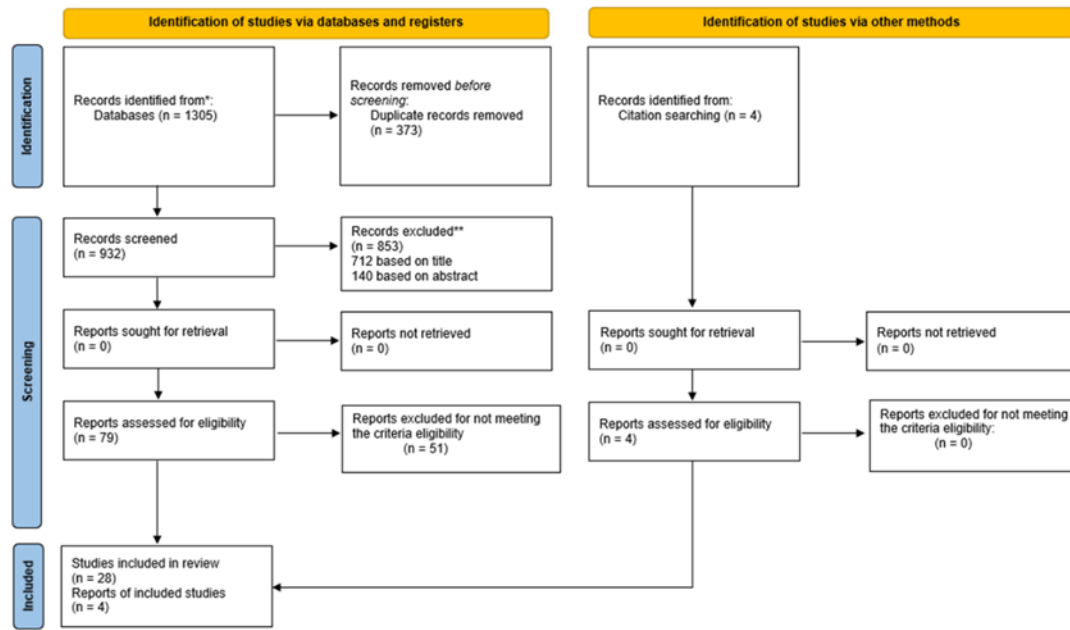 Identification of studies via databases and registers
Identification of studies via other methods
Identification
Records identified from*:
Databases (n = 1305)
Records removed before
screening:
Duplicate records removed
(n = 373)
Records identified from:
Citation searching (n = 4)
Screening
Records screened
(n = 932)
Records excluded**
(n = 853)
712 based on title
140 based on abstract
Reports sought for retrieval
(n = 0)
Reports not retrieved
(n = 0)
Reports sought for retrieval
(n = 0)
Reports not retrieved
(n = 0)
Reports assessed for eligibility
(n = 79)
Reports excluded for not meeting
the criteria eligibility
(n = 51)
Reports assessed for eligibility
(n = 4)
Reports excluded for not meeting
the criteria eligibility:
(n = 0)
Included
Studies included in review
(n = 28)
Reports of included studies
(n = 4)